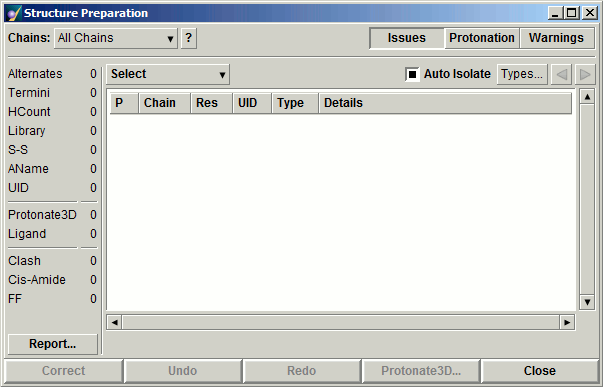 Structure Preparation
Chains: All Chains ?
Issues Protonation Warnings
Alternates 0
Termini 0
HCount 0
Library 0
S-S 0
AName 0
UID 0
Protonate3D 0
Ligand 0
Clash 0
Cis-Amide 0
FF 0
Report...
Select
Auto Isolate Types...
P Chain Res UID Type Details
Correct Undo Redo Protonate3D... Close